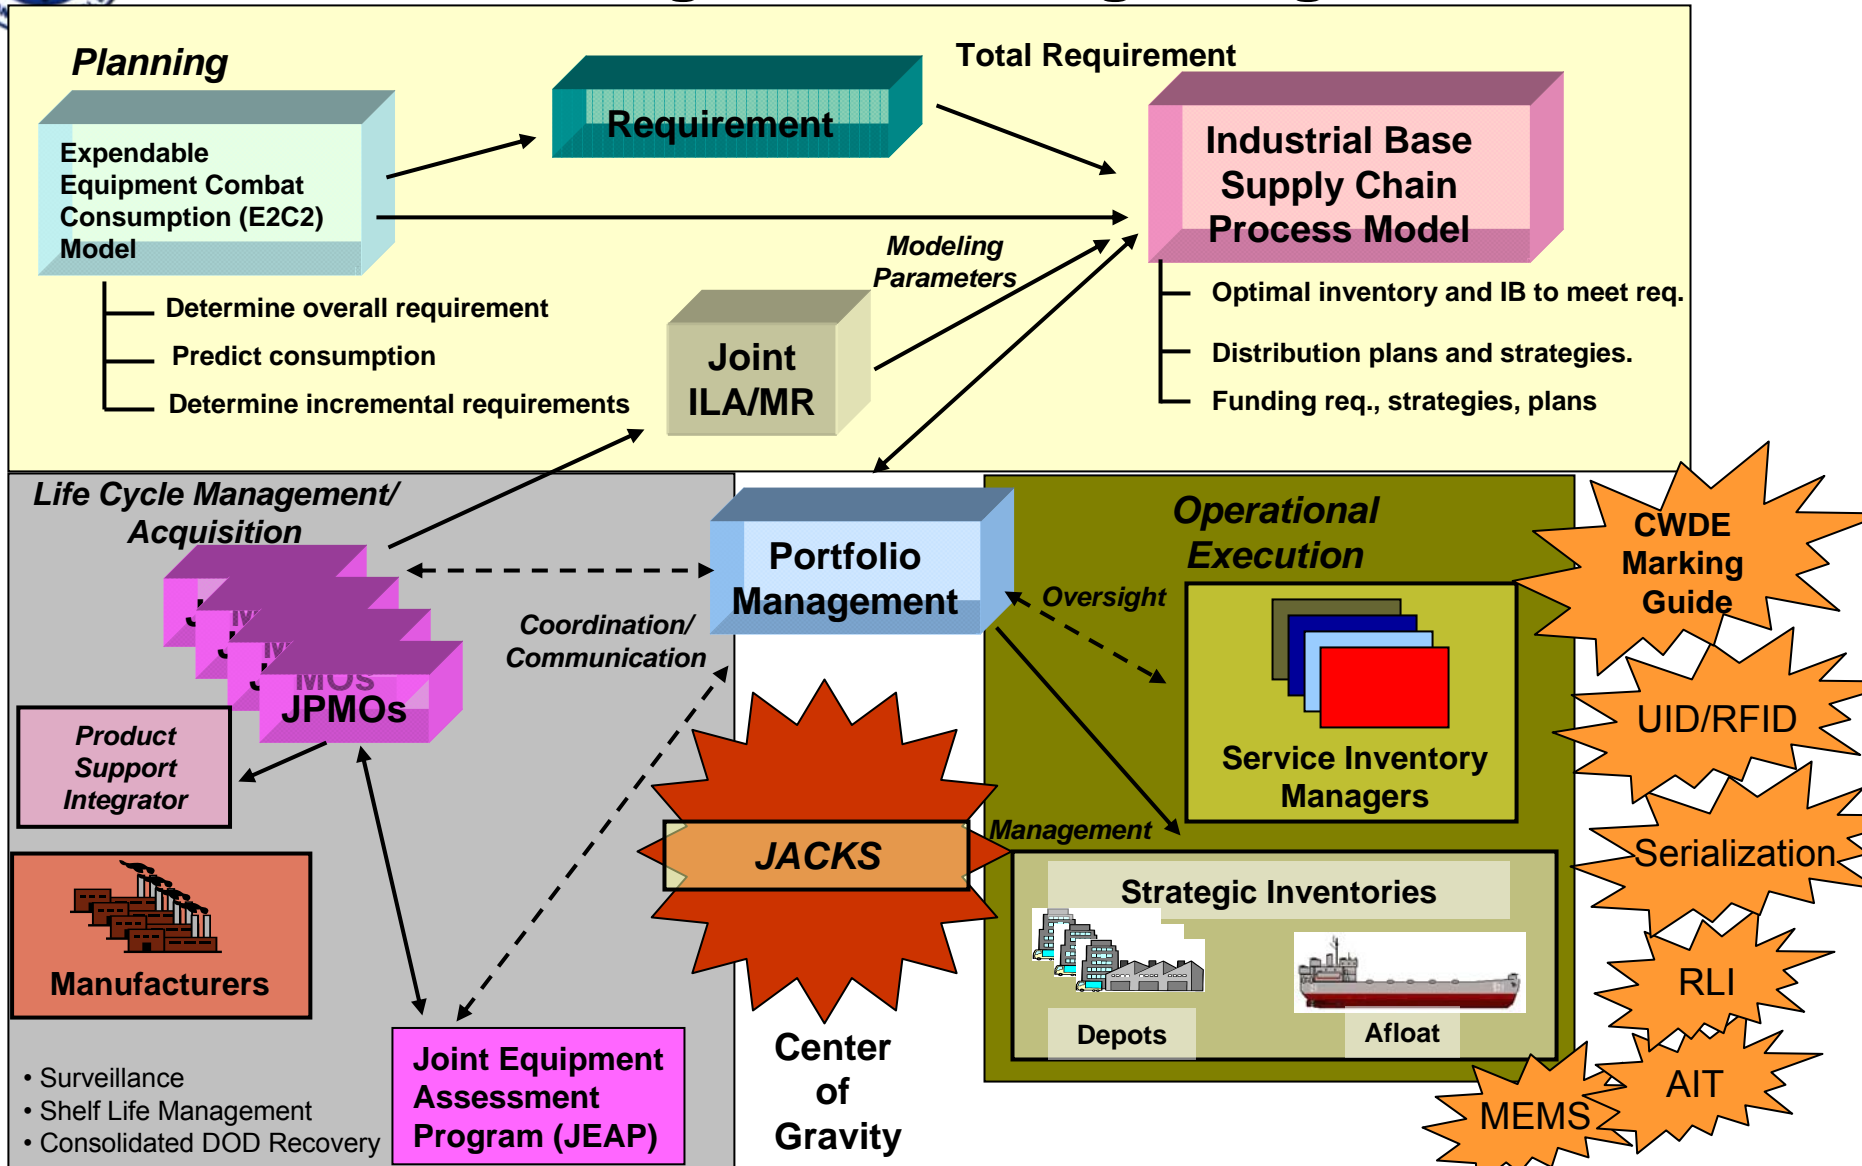 Planning
Total Requirement
Requirement
Expendable
Equipment Combat
Consumption (E2C2)
Model
Industrial Base
Supply Chain
Process Model
Modeling
Parameters
Determine overall requirement
Predict consumption
Determine incremental requirements
Joint
ILA/MR
Optimal inventory and IB to meet req.
Distribution plans and strategies.
Funding req., strategies, plans
Life Cycle Management/
Acquisition
MOs
JPMOs
Product
Support
Integrator
Manufacturers
• Surveillance
• Shelf Life Management
• Consolidated DOD Recovery
Joint Equipment
Assessment
Program (JEAP)
Portfolio
Management
Coordination/
Communication
JACKS
Center
of
Gravity
Operational
Execution
Oversight
Service Inventory
Managers
Management
Strategic Inventories
Depots
Afloat
CWDE
Marking
Guide
UID/RFID
Serialization
RLI
AIT
MEMS